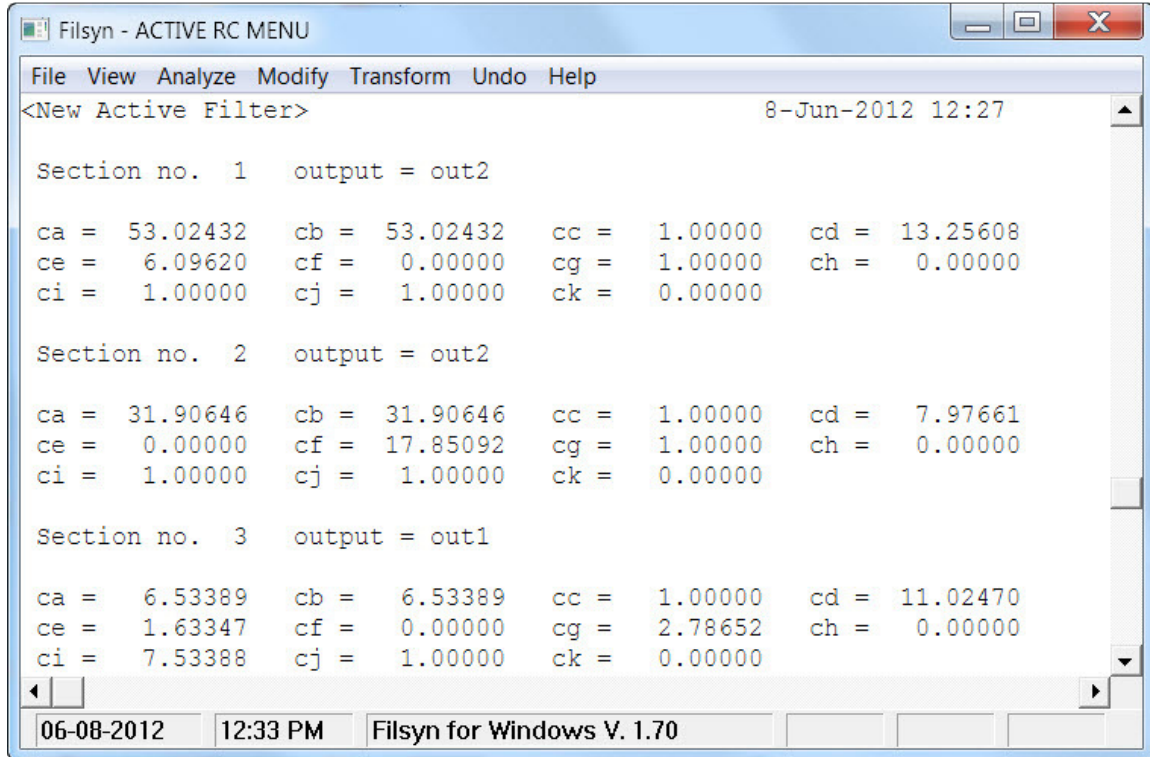 Filsyn - ACTIVE RC MENU
File View Analyze Modify Transform Undo Help
<New Active Filter> 8-Jun-2012 12:27
Section no. 1 output = out2
ca = 53.02432 cb = 53.02432 cc = 1.00000 cd = 13.25608
ce = 6.09620 cf = 0.00000 cg = 1.00000 ch = 0.00000
ci = 1.00000 cj = 1.00000 ck = 0.00000
Section no. 2 output = out2
ca = 31.90646 cb = 31.90646 cc = 1.00000 cd = 7.97661
ce = 0.00000 cf = 17.85092 cg = 1.00000 ch = 0.00000
ci = 1.00000 cj = 1.00000 ck = 0.00000
Section no. 3 output = out1
ca = 6.53389 cb = 6.53389 cc = 1.00000 cd = 11.02470
ce = 1.63347 cf = 0.00000 cg = 2.78652 ch = 0.00000
ci = 7.53388 cj = 1.00000 ck = 0.00000
06-08-2012 12:33 PM Filsyn for Windows V. 1.70